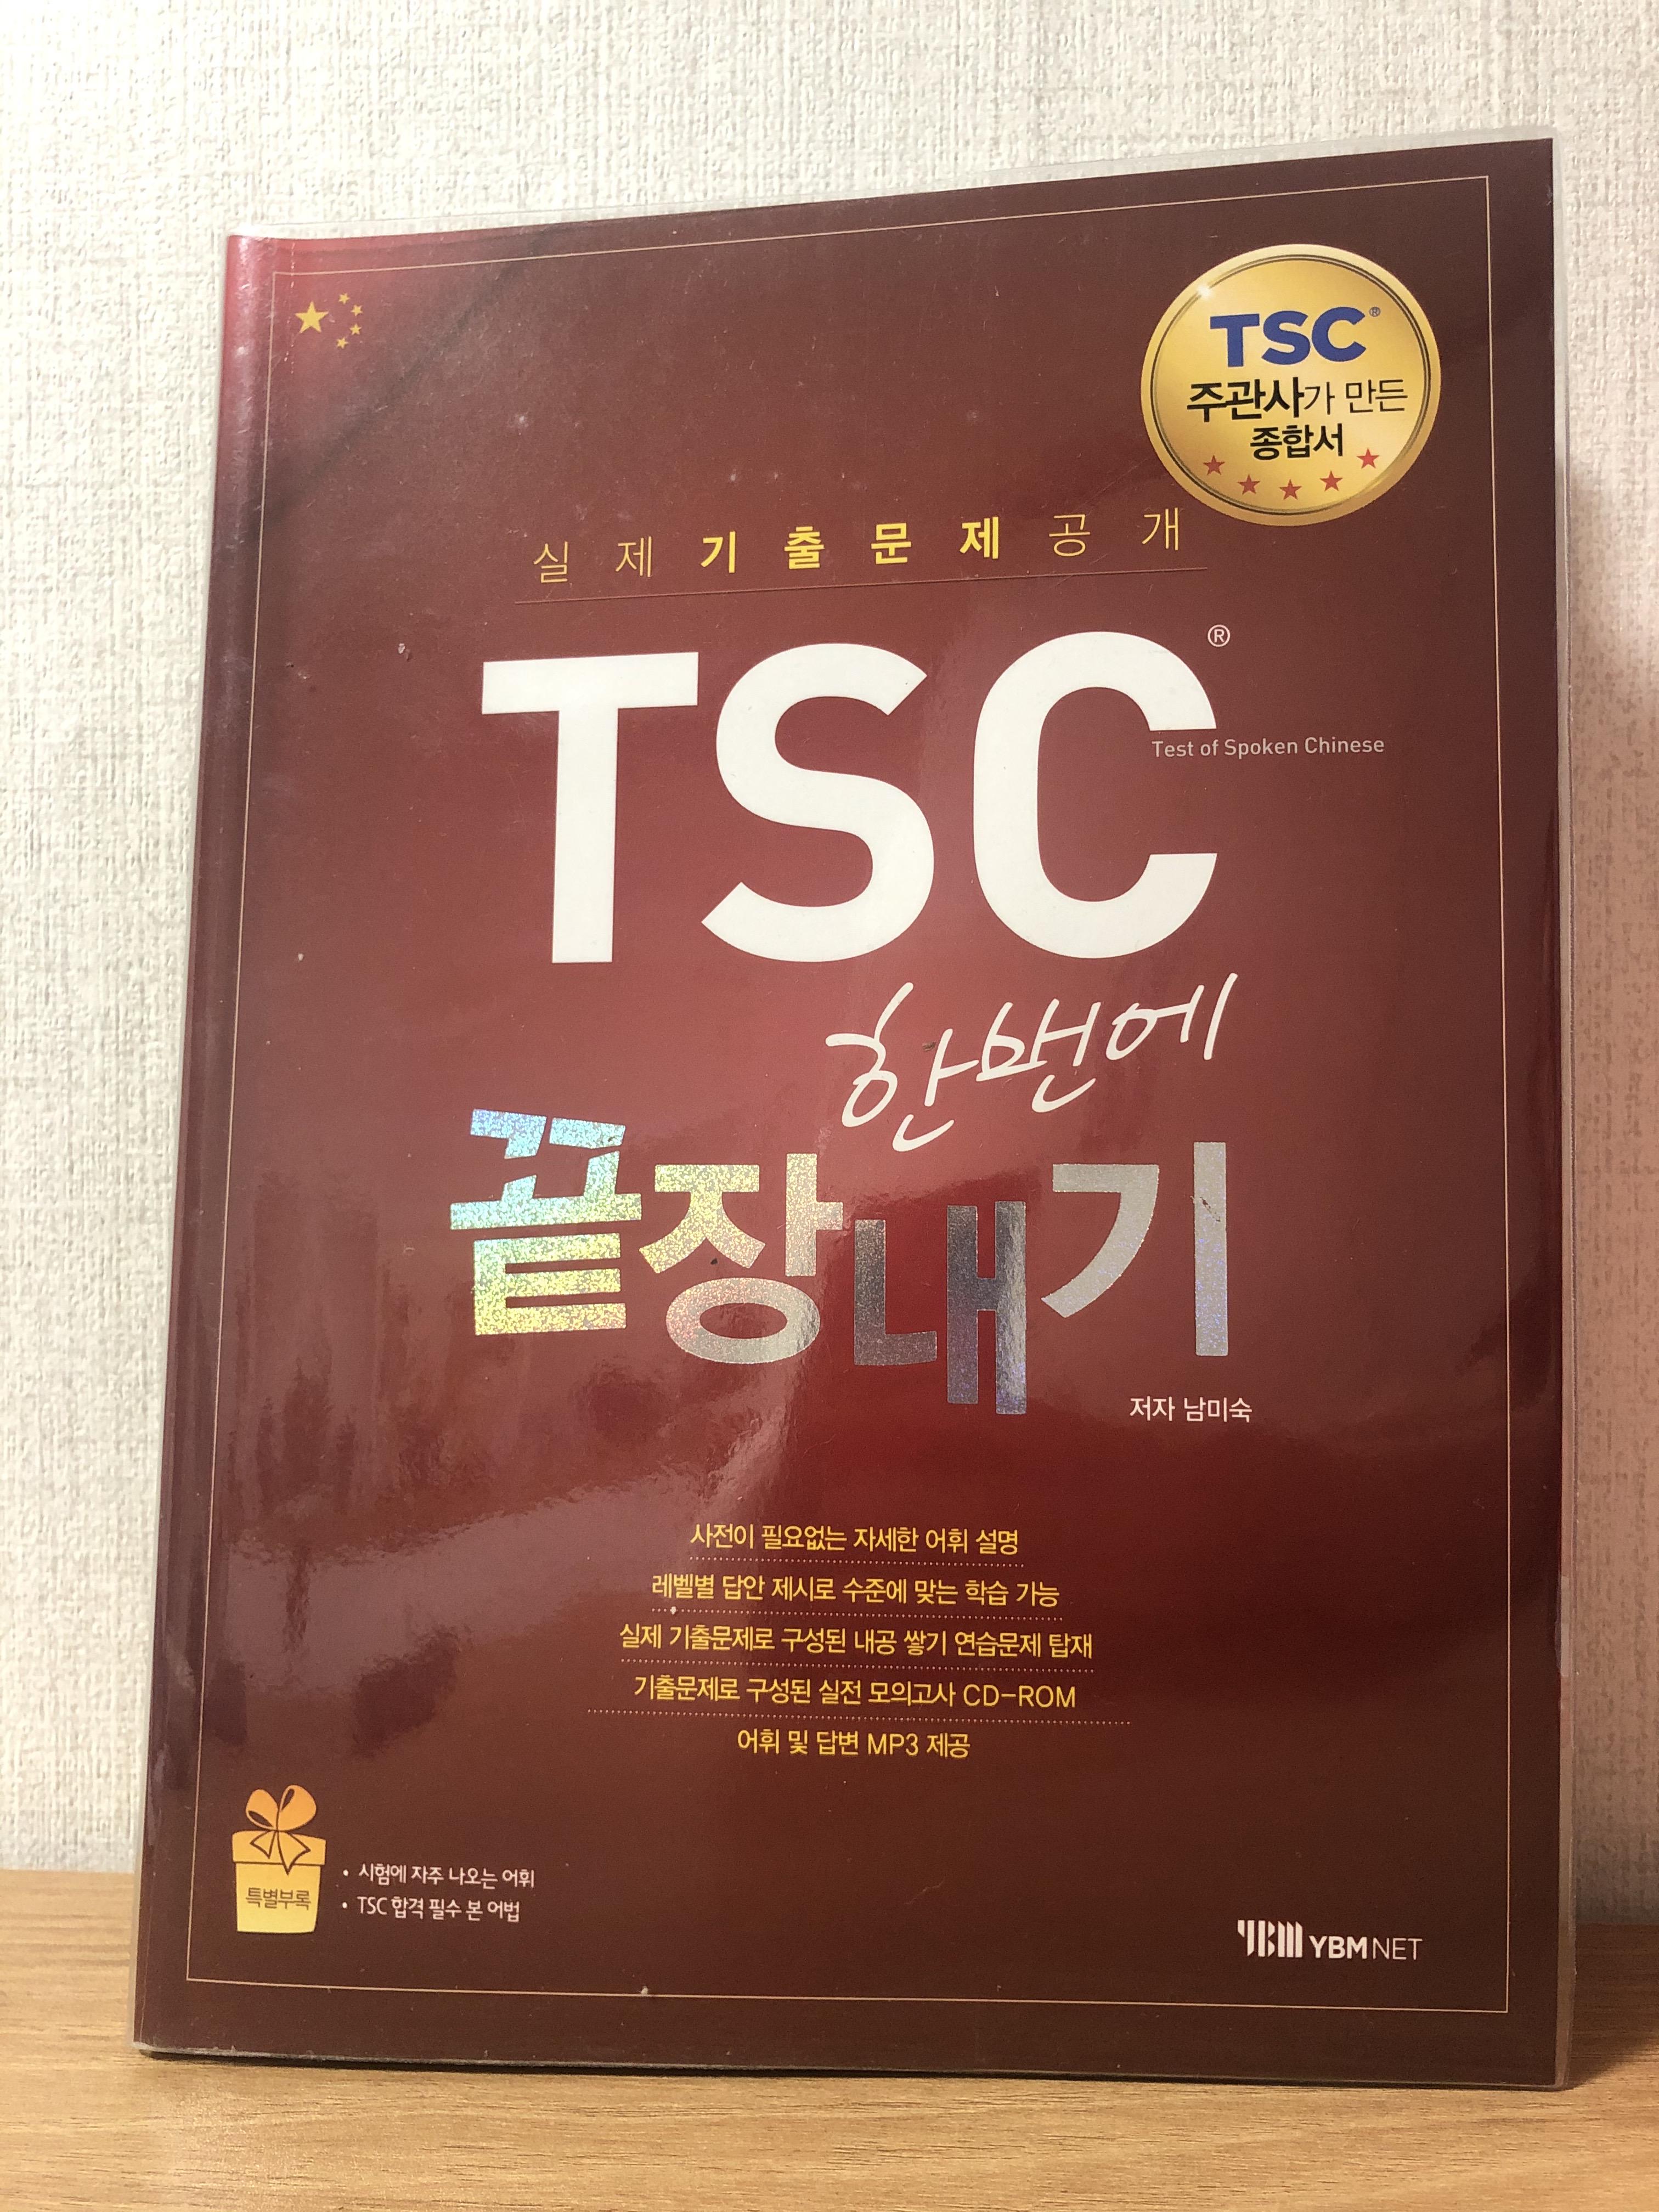 TSC®
주관사가 만든
종합서
실제기출문제공개
TSC®
Test of Spoken Chinese
한번에
끝장내기
저자 남미숙
사전이 필요없는 자세한 어휘 설명
레벨별 답안 제시로 수준에 맞는 학습 가능
실제 기출문제로 구성된 내공 쌓기 연습문제 탑재
기출문제로 구성된 실전 모의고사 CD-ROM
어휘 및 답변 MP3 제공
특별부록
• 시험에 자주 나오는 어휘
• TSC 합격 필수 본 어법
YBM YBMNET